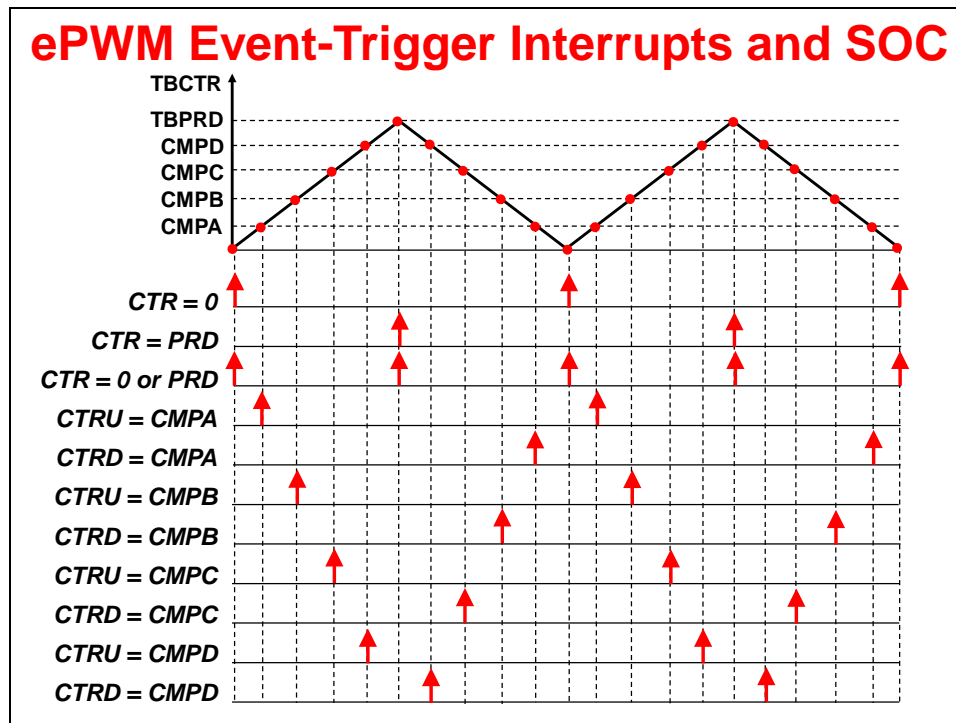 ePWM Event-Trigger Interrupts and SOC
TBCTR
TBPRD
CMPD
CMPC
CMPB
CMPA
CTR = 0
CTR = PRD
CTR = 0 or PRD
CTRU = CMPA
CTRD = CMPA
CTRU = CMPB
CTRD = CMPB
CTRU = CMPC
CTRD = CMPC
CTRU = CMPD
CTRD = CMPD